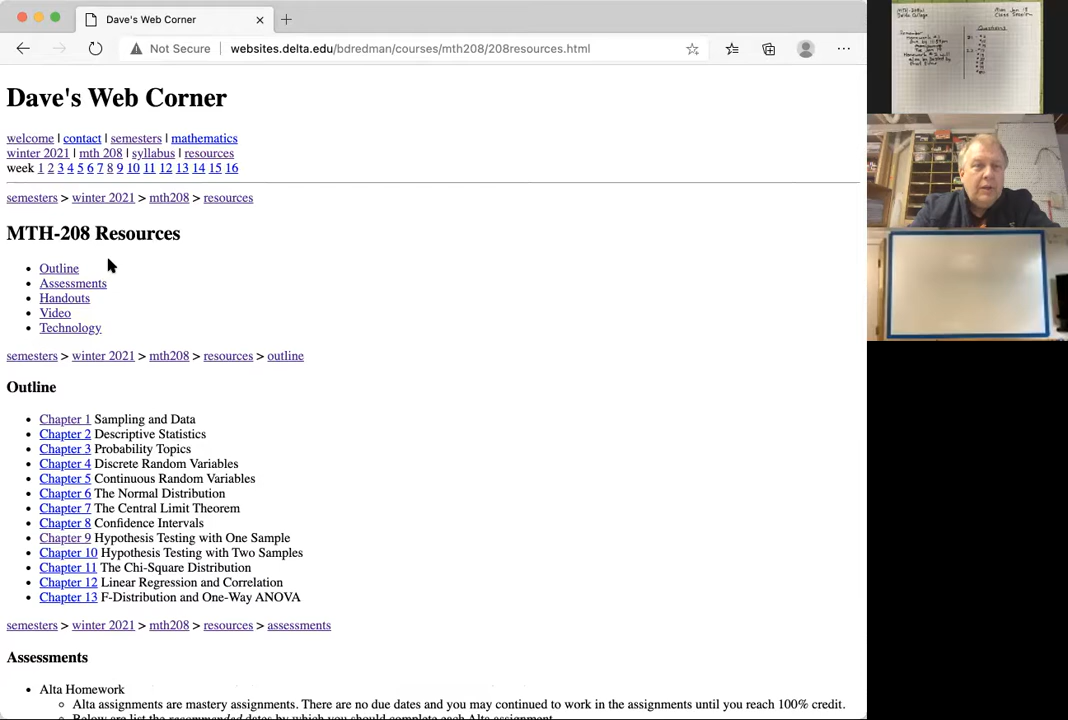 Dave's Web Corner
Not Secure websites.delta.edu/bdredman/courses/mth208/208resources.html
Dave's Web Corner
welcome | contact | semesters | mathematics
winter 2021 | mth 208 | syllabus | resources
week 1 2 3 4 5 6 7 8 9 10 11 12 13 14 15 16
semesters > winter 2021 > mth208 > resources
MTH-208 Resources
Outline
Assessments
Handouts
Video
Technology
semesters > winter 2021 > mth208 > resources > outline
Outline
Chapter 1 Sampling and Data
Chapter 2 Descriptive Statistics
Chapter 3 Probability Topics
Chapter 4 Discrete Random Variables
Chapter 5 Continuous Random Variables
Chapter 6 The Normal Distribution
Chapter 7 The Central Limit Theorem
Chapter 8 Confidence Intervals
Chapter 9 Hypothesis Testing with One Sample
Chapter 10 Hypothesis Testing with Two Samples
Chapter 11 The Chi-Square Distribution
Chapter 12 Linear Regression and Correlation
Chapter 13 F-Distribution and One-Way ANOVA
semesters > winter 2021 > mth208 > resources > assessments
Assessments
Alta Homework
Alta assignments are mastery assignments. There are no due dates and you may continued to work in the assignments until you reach 100% credit.
Below are list the recommended dates by which you should complete each Alta assignment.
Delta College
Questions
Remember